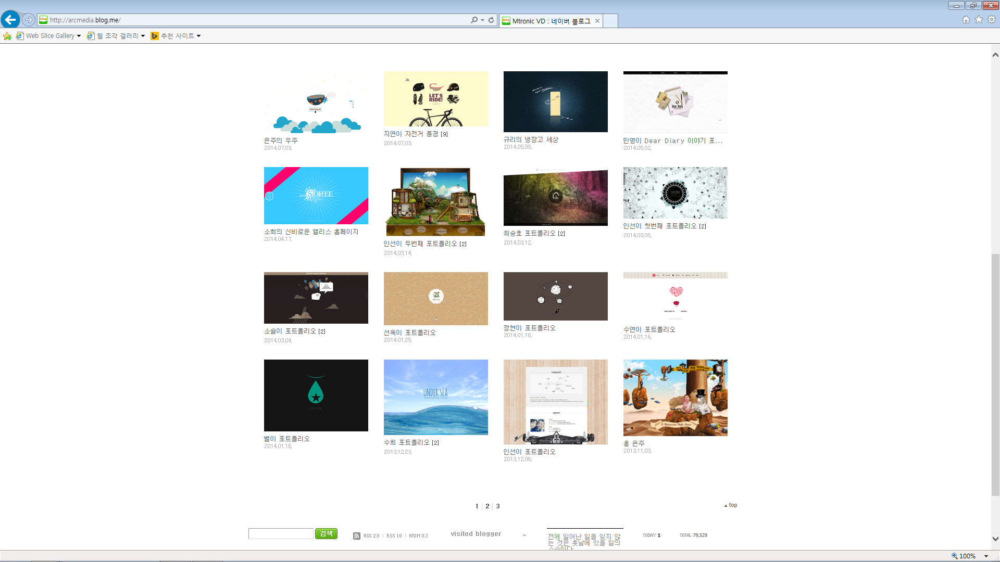 http://arcmedia.blog.me/
Mtronic VD : 네이버 블로그
Web Slice Gallery
웹 조각 갤러리
추천 사이트
PORTFOLIO
LET'S
RIDE!
Dear Diary
은주의 우주
2014.07.03.
지연이 자전거 풍경 [9]
2014.07.03.
규리의 냉장고 세상
2014.05.08.
민영이 Dear Diary 이야기 포...
2014.05.02.
SOHEE
소희의 신비로운 엘리스 홈페이지
2014.04.17.
인선이 두번째 포트폴리오 [2]
2014.03.14.
최승호 포트폴리오 [2]
2014.03.12.
인선이 첫번째 포트폴리오 [2]
2014.03.05.
WELCOME TO
WORLD !
소슬이 포트폴리오 [2]
2014.03.04.
선옥이 포트폴리오
2014.01.25.
정현이 포트폴리오
2014.01.16.
수연이 포트폴리오
2014.01.16.
UNDER SEA
CONCEPT
ABOUT
A Midsummer Night's Dream
별이 포트폴리오
2014.01.16.
수희 포트폴리오 [2]
2013.12.23.
인선이 포트폴리오
2013.12.06.
홍 은주
2013.11.03.
1 | 2 | 3
top
검색
RSS 2.0 | RSS 1.0 | ATOM 0.3
visited blogger
전에 일어난 일을 잊지 않
는 것은 훗날에 있을 일의
스승이다
TODAY 1
TOTAL 79,529
100%